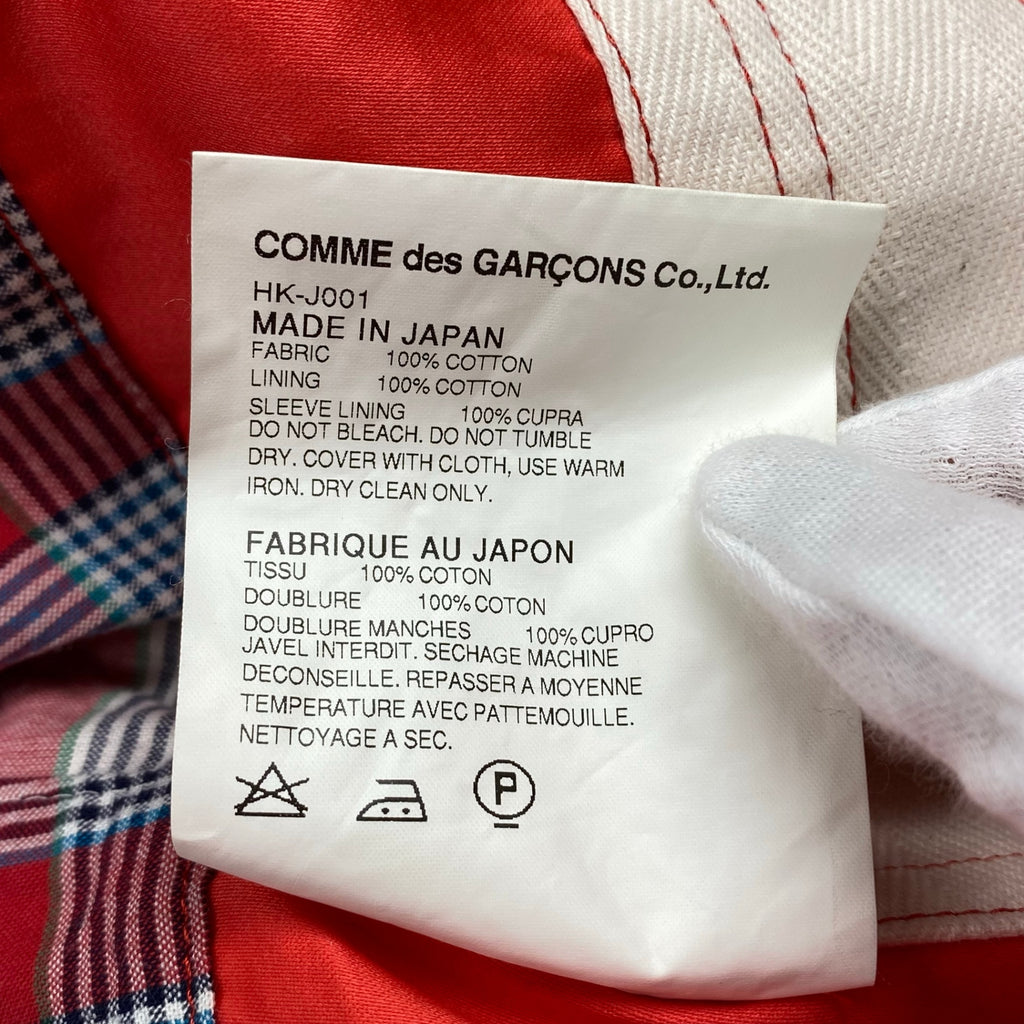 COMME des GARÇONS Co.,Ltd.
HK-J001
MADE IN JAPAN
FABRIC 100% COTTON
LINING 100% COTTON
SLEEVE LINING 100% CUPRA
DO NOT BLEACH. DO NOT TUMBLE
DRY. COVER WITH CLOTH, USE WARM
IRON. DRY CLEAN ONLY.
FABRIQUE AU JAPON
TISSU 100% COTON
DOUBLURE 100% COTON
DOUBLURE MANCHES 100% CUPRO
JAVEL INTERDIT. SECHAGE MACHINE
DECONSEILLE. REPASSER A MOYENNE
TEMPERATURE AVEC PATTEMOUILLE.
NETTOYAGE A SEC.
P